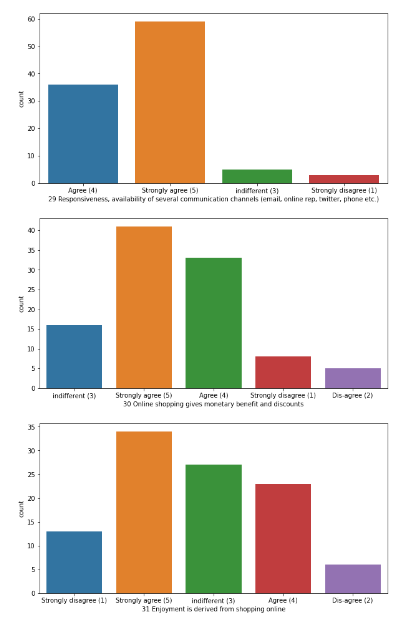 60
50
40
30
20
10
0
count
Agree (4) Strongly agree (5) indifferent (3) Strongly disagree (1)
29 Responsiveness, availability of several communication channels (email, online rep, twitter, phone etc.)
40
35
30
25
20
15
10
5
0
count
indifferent (3) Strongly agree (5) Agree (4) Strongly disagree (1) Dis-agree (2)
30 Online shopping gives monetary benefit and discounts
35
30
25
20
15
10
5
0
count
Strongly disagree (1) Strongly agree (5) indifferent (3) Agree (4) Dis-agree (2)
31 Enjoyment is derived from shopping online